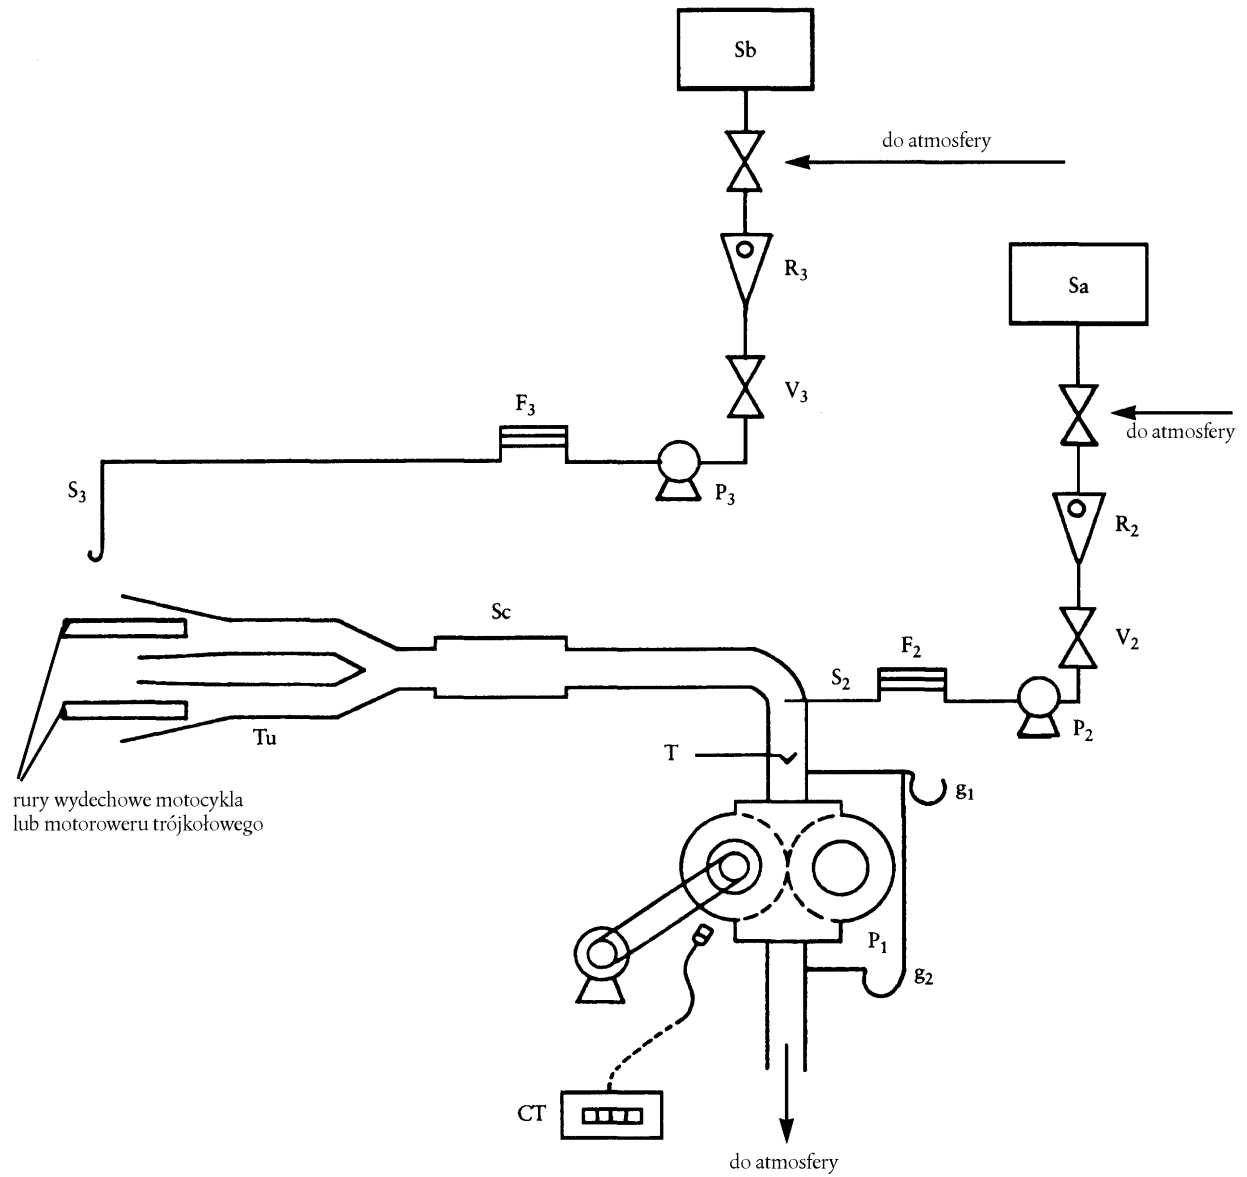 Sb
do atmosfery
R3
Sa
V3
F3
do atmosfery
S3
P3
R2
Sc
V2
F2
S2
P2
Tu
T
g1
rury wydechowe motocykla
lub motoroweru trójkołowego
P1
g2
CT
do atmosfery